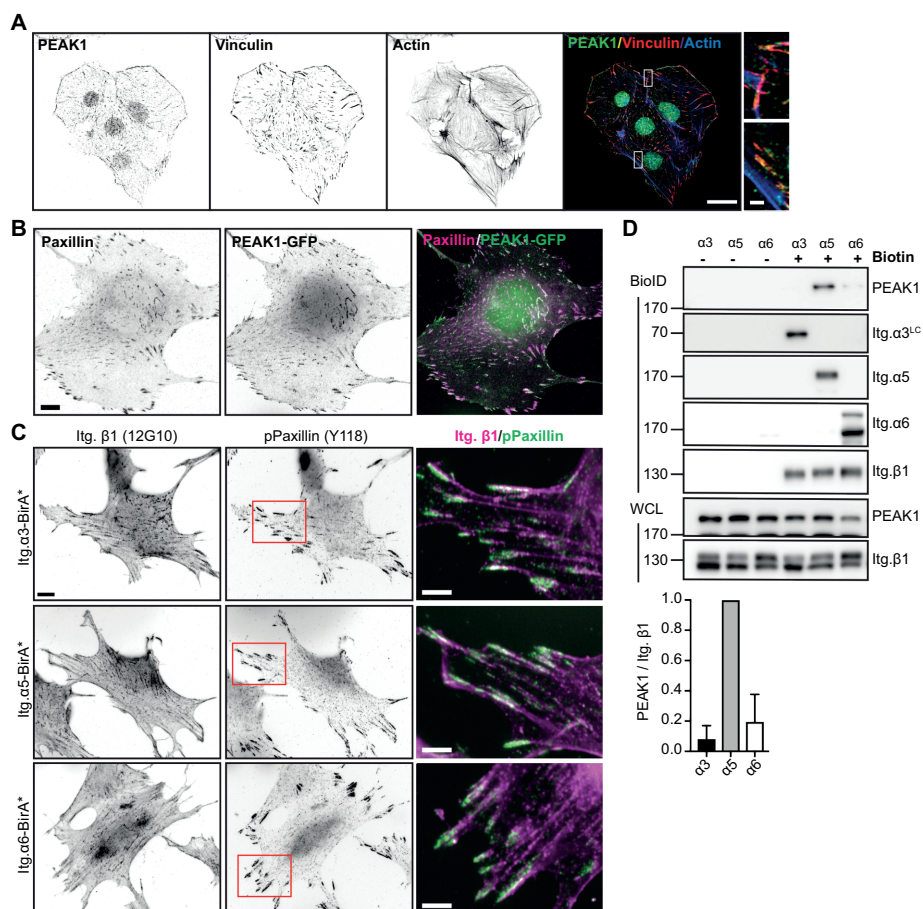 A
PEAK1 Vinculin Actin PEAK1/Vinculin/Actin
B
Paxillin PEAK1-GFP Paxillin/PEAK1-GFP
C
Itg. β1 (12G10) pPaxillin (Y118) Itg. β1/pPaxillin
Itg.α3-BirA*
Itg.α5-BirA*
Itg.α6-BirA*
D
α3 α5 α6 α3 α5 α6
- - - + + + Biotin
BioID
PEAK1
170
70 Itg.α3LC
170 Itg.α5
170 Itg.α6
130 Itg.β1
WCL
PEAK1
170
130 Itg.β1
PEAK1 / Itg. β1
1.0
0.8
0.6
0.4
0.2
0.0
α3 α5 α6